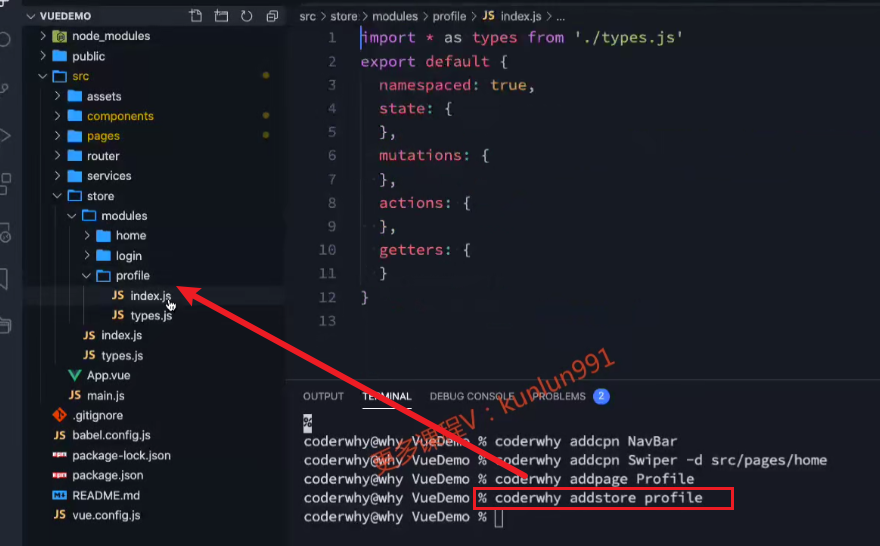 VUEDEMO
node_modules
public
src
assets
components
pages
router
services
store
modules
home
login
profile
JS index.js
JS types.js
JS index.js
JS types.js
App.vue
JS main.js
.gitignore
babel.config.js
package-lock.json
package.json
README.md
JS vue.config.js
src > store > modules > profile > JS index.js > ...
1 import * as types from './types.js'
2 export default {
3 namespaced: true,
4 state: {
5 },
6 mutations: {
7 },
8 actions: {
9 },
10 getters: {
11 }
12 }
13
OUTPUT TERMINAL DEBUG CONSOLE PROBLEMS 2
%
coderwhy@why VueDemo % coderwhy addcpn NavBar
coderwhy@why VueDemo % coderwhy addcpn Swiper -d src/pages/home
coderwhy@why VueDemo % coderwhy addpage Profile
coderwhy@why VueDemo % coderwhy addstore profile
coderwhy@why VueDemo %
更多课程V：kunlun991